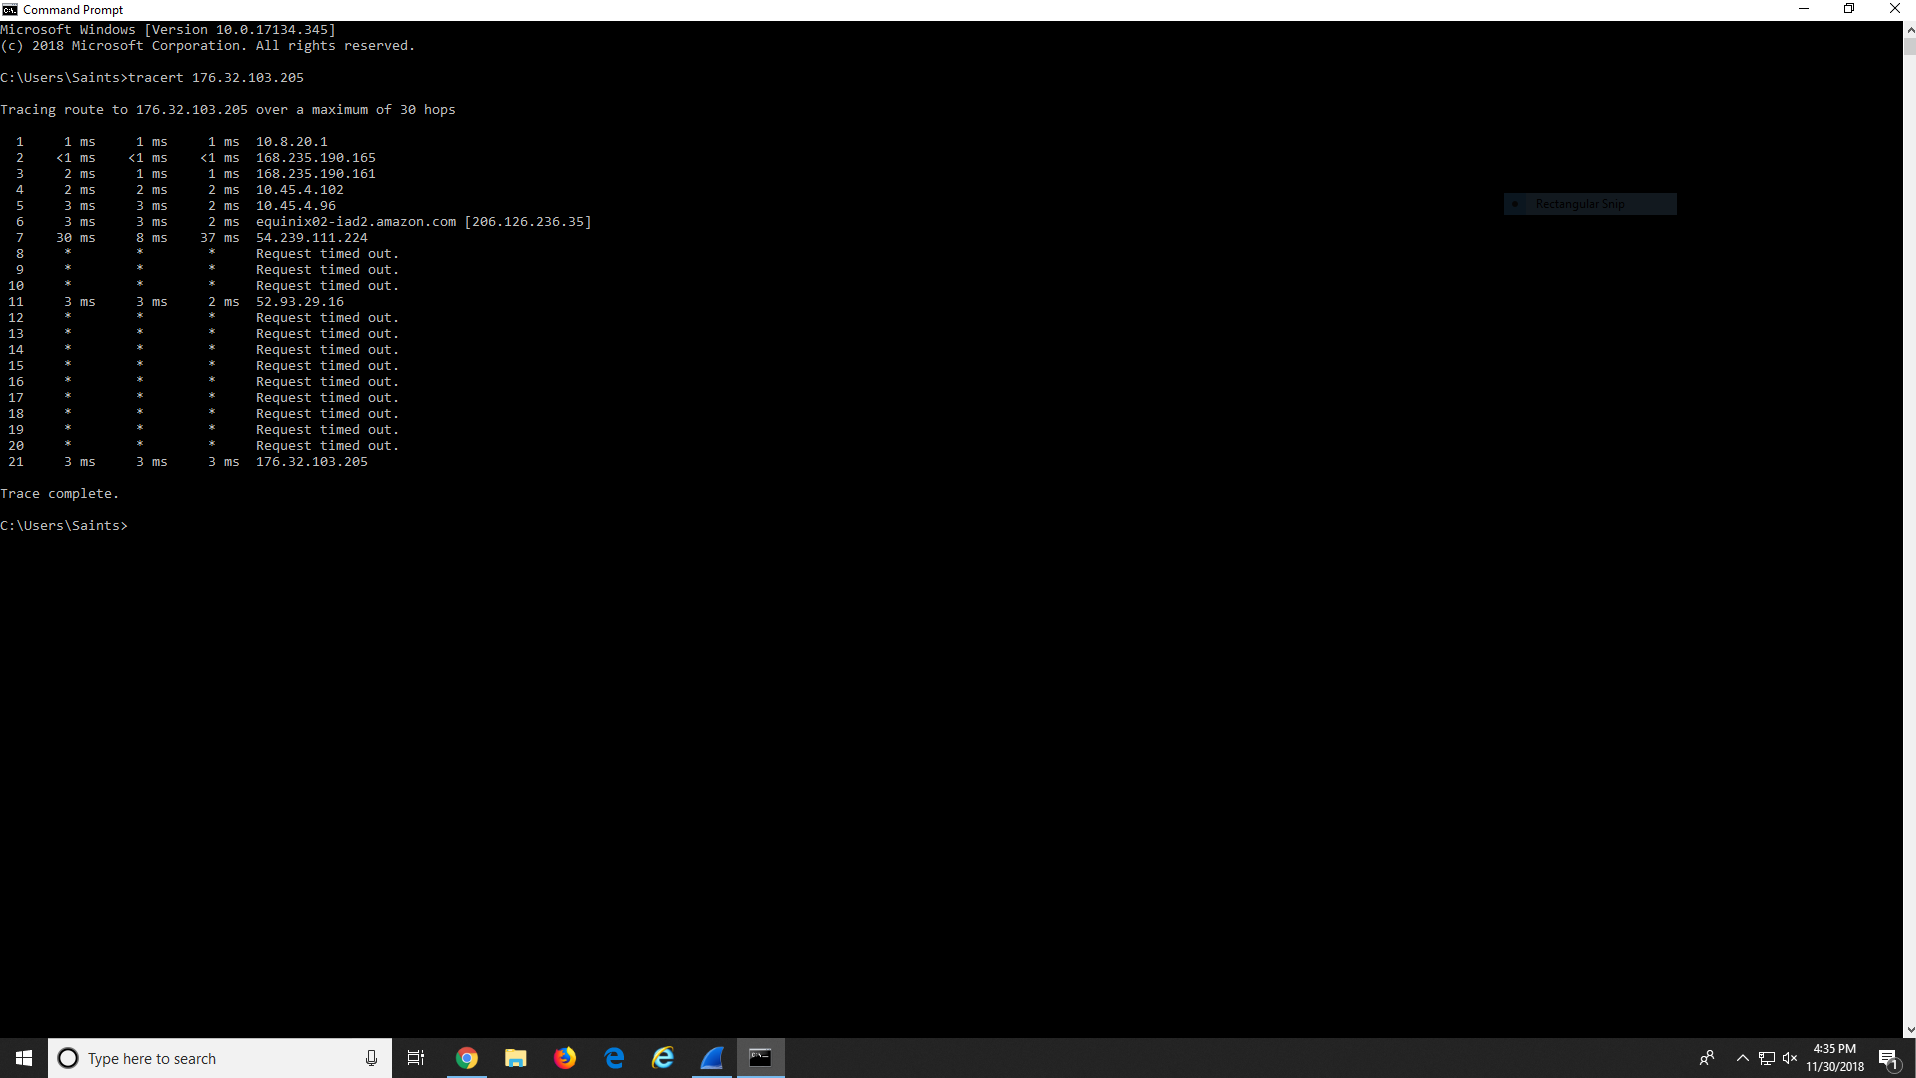 Command Prompt
Microsoft Windows [Version 10.0.17134.345]
(c) 2018 Microsoft Corporation. All rights reserved.
C:\Users\Saints>tracert 176.32.103.205
Tracing route to 176.32.103.205 over a maximum of 30 hops
1 1 ms 1 ms 1 ms 10.8.20.1
2 <1 ms <1 ms <1 ms 168.235.190.165
3 2 ms 1 ms 1 ms 168.235.190.161
4 2 ms 2 ms 2 ms 10.45.4.102
5 3 ms 3 ms 2 ms 10.45.4.96
6 3 ms 3 ms 2 ms equinix02-iad2.amazon.com [206.126.236.35]
7 30 ms 8 ms 37 ms 54.239.111.224
8 * * * Request timed out.
9 * * * Request timed out.
10 * * * Request timed out.
11 3 ms 3 ms 2 ms 52.93.29.16
12 * * * Request timed out.
13 * * * Request timed out.
14 * * * Request timed out.
15 * * * Request timed out.
16 * * * Request timed out.
17 * * * Request timed out.
18 * * * Request timed out.
19 * * * Request timed out.
20 * * * Request timed out.
21 3 ms 3 ms 3 ms 176.32.103.205
Trace complete.
C:\Users\Saints>
Rectangular Snip
Type here to search
4:35 PM
11/30/2018
1